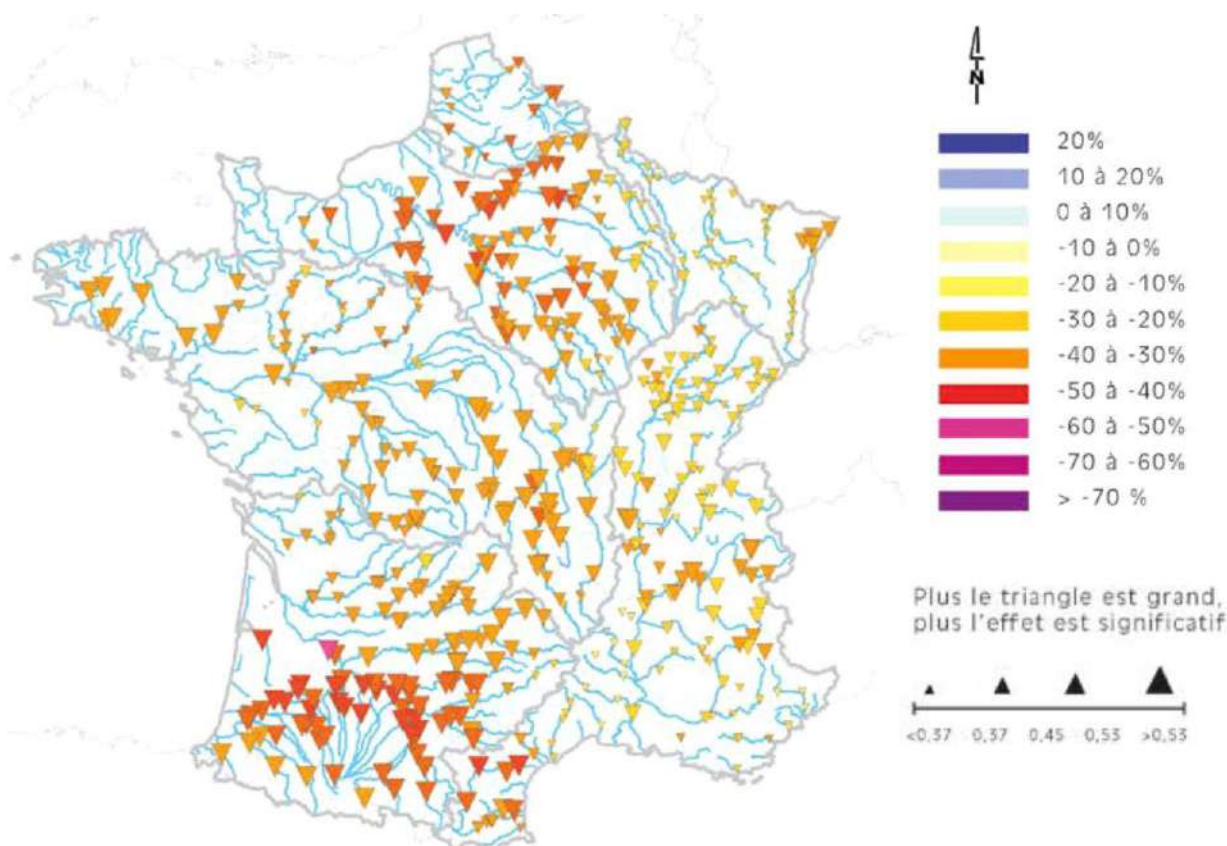 N
20%
10 à 20%
0 à 10%
-10 à 0%
-20 à -10%
-30 à -20%
-40 à -30%
-50 à -40%
-60 à -50%
-70 à -60%
> -70 %
Plus le triangle est grand,
plus l'effet est significatif
<0,37 0,37 0,45 0,53 >0,53